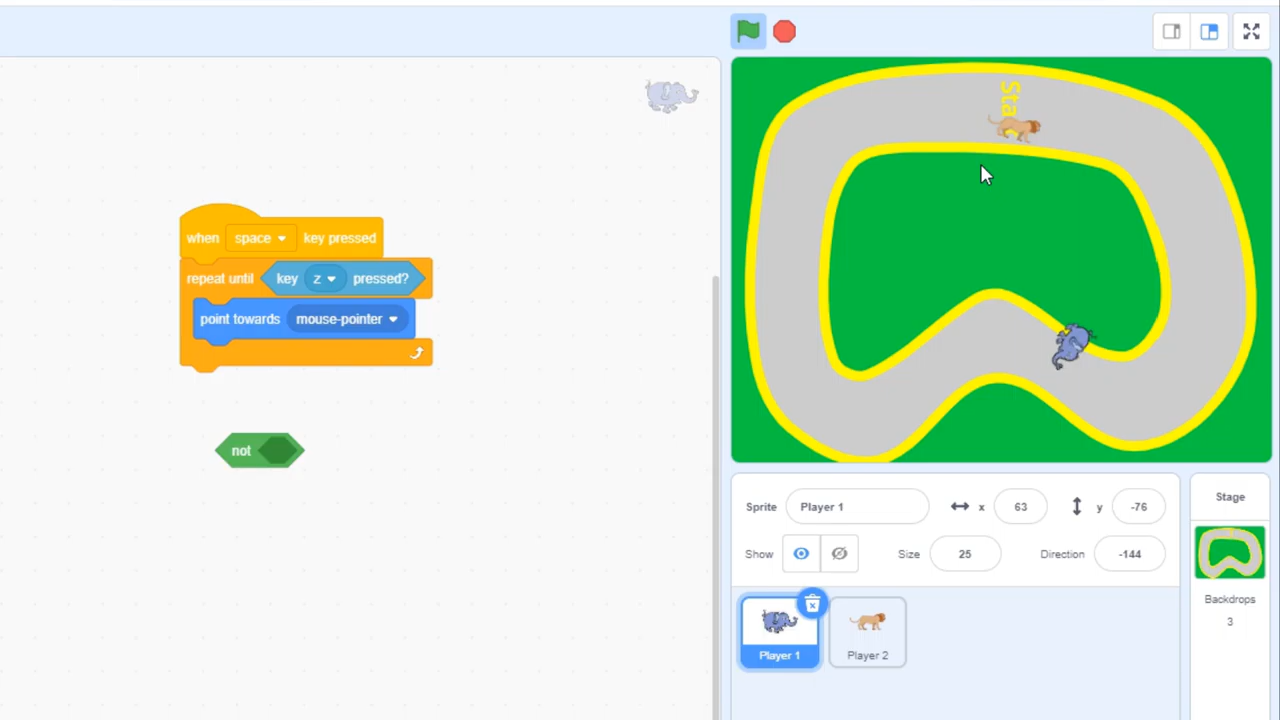 Sta
when space key pressed
repeat until key z pressed?
point towards mouse-pointer
not
Sprite Player 1 x 63 y -76
Show Size 25 Direction -144
Player 1 Player 2
Stage
Backdrops
3